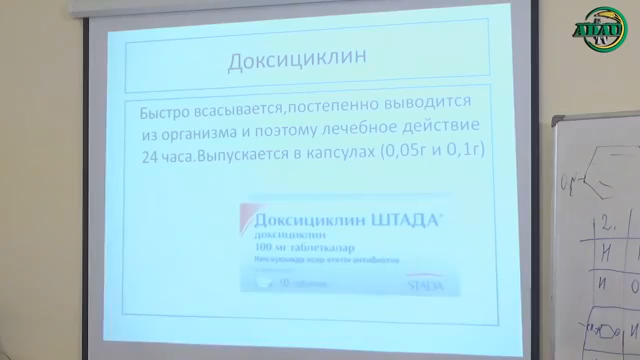 Доксициклин
Быстро всасывается,постепенно выводится
из организма и поэтому лечебное действие
24 часа.Выпускается в капсулах (0,05г и 0,1г)
Доксициклин ШТАДА®
доксициклин
100 мг таблеткалар
STADA
2.
И
И